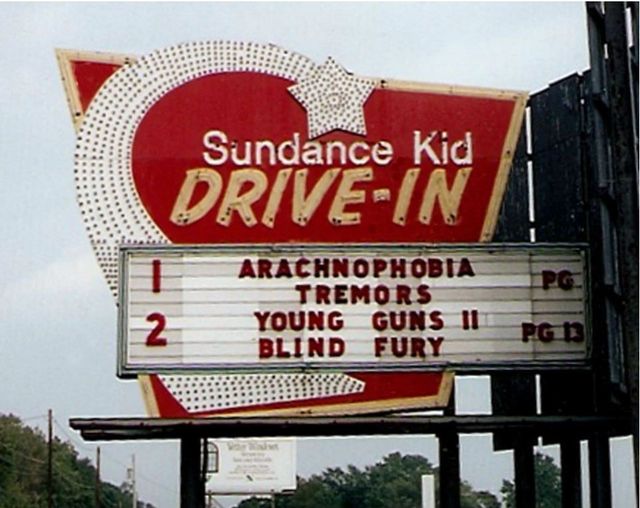 Sundance Kid
DRIVE-IN
1 ARACHNOPHOBIA PG
TREMORS
2 YOUNG GUNS II PG 13
BLIND FURY